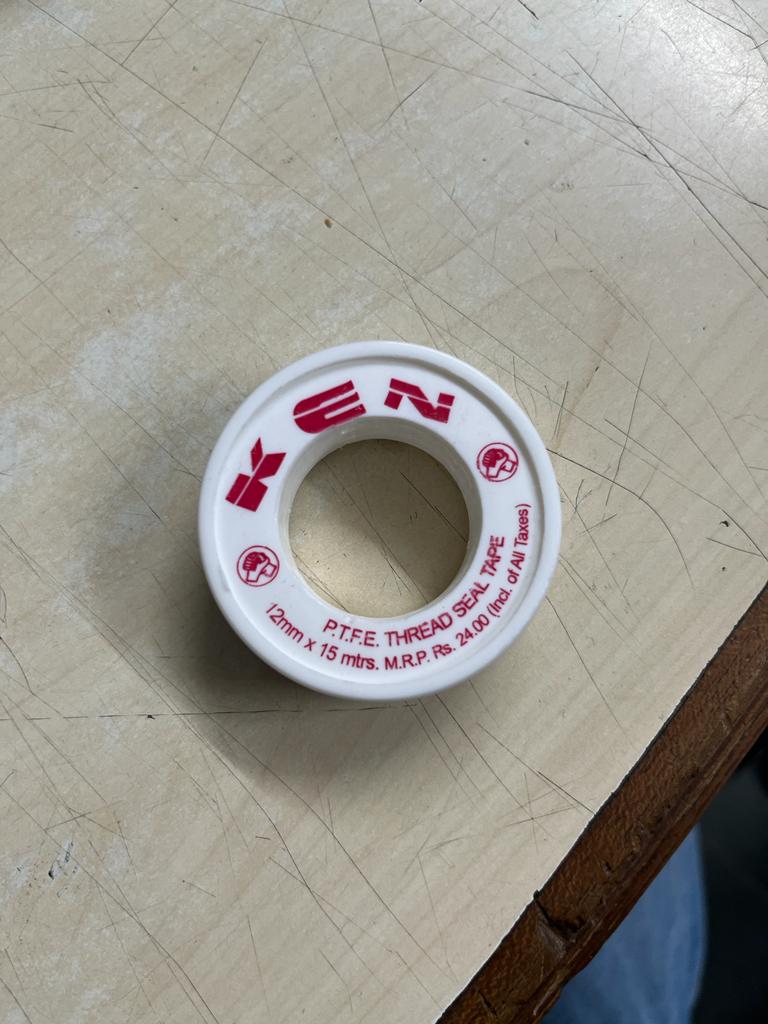 KEN
P.T.F.E. THREAD SEAL TAPE
12mm x 15 mtrs. M.R.P. Rs. 24.00 (Incl. of All Taxes)